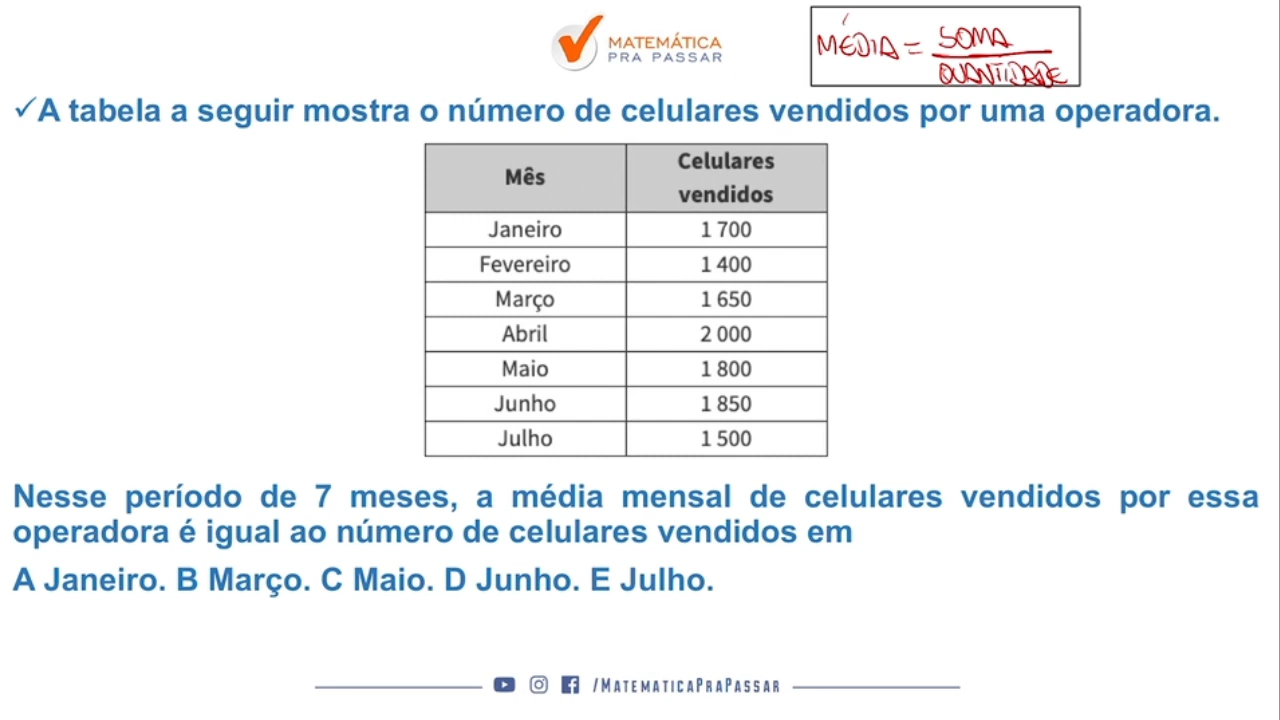 MATEMÁTICA
PRA PASSAR
MÉDIA = SOMA
QUANTIDADE
✓A tabela a seguir mostra o número de celulares vendidos por uma operadora.
Mês Celulares vendidos
Janeiro 1 700
Fevereiro 1 400
Março 1 650
Abril 2 000
Maio 1 800
Junho 1 850
Julho 1 500
Nesse período de 7 meses, a média mensal de celulares vendidos por essa
operadora é igual ao número de celulares vendidos em
A Janeiro. B Março. C Maio. D Junho. E Julho.
/MATEMATICAPRAPASSAR